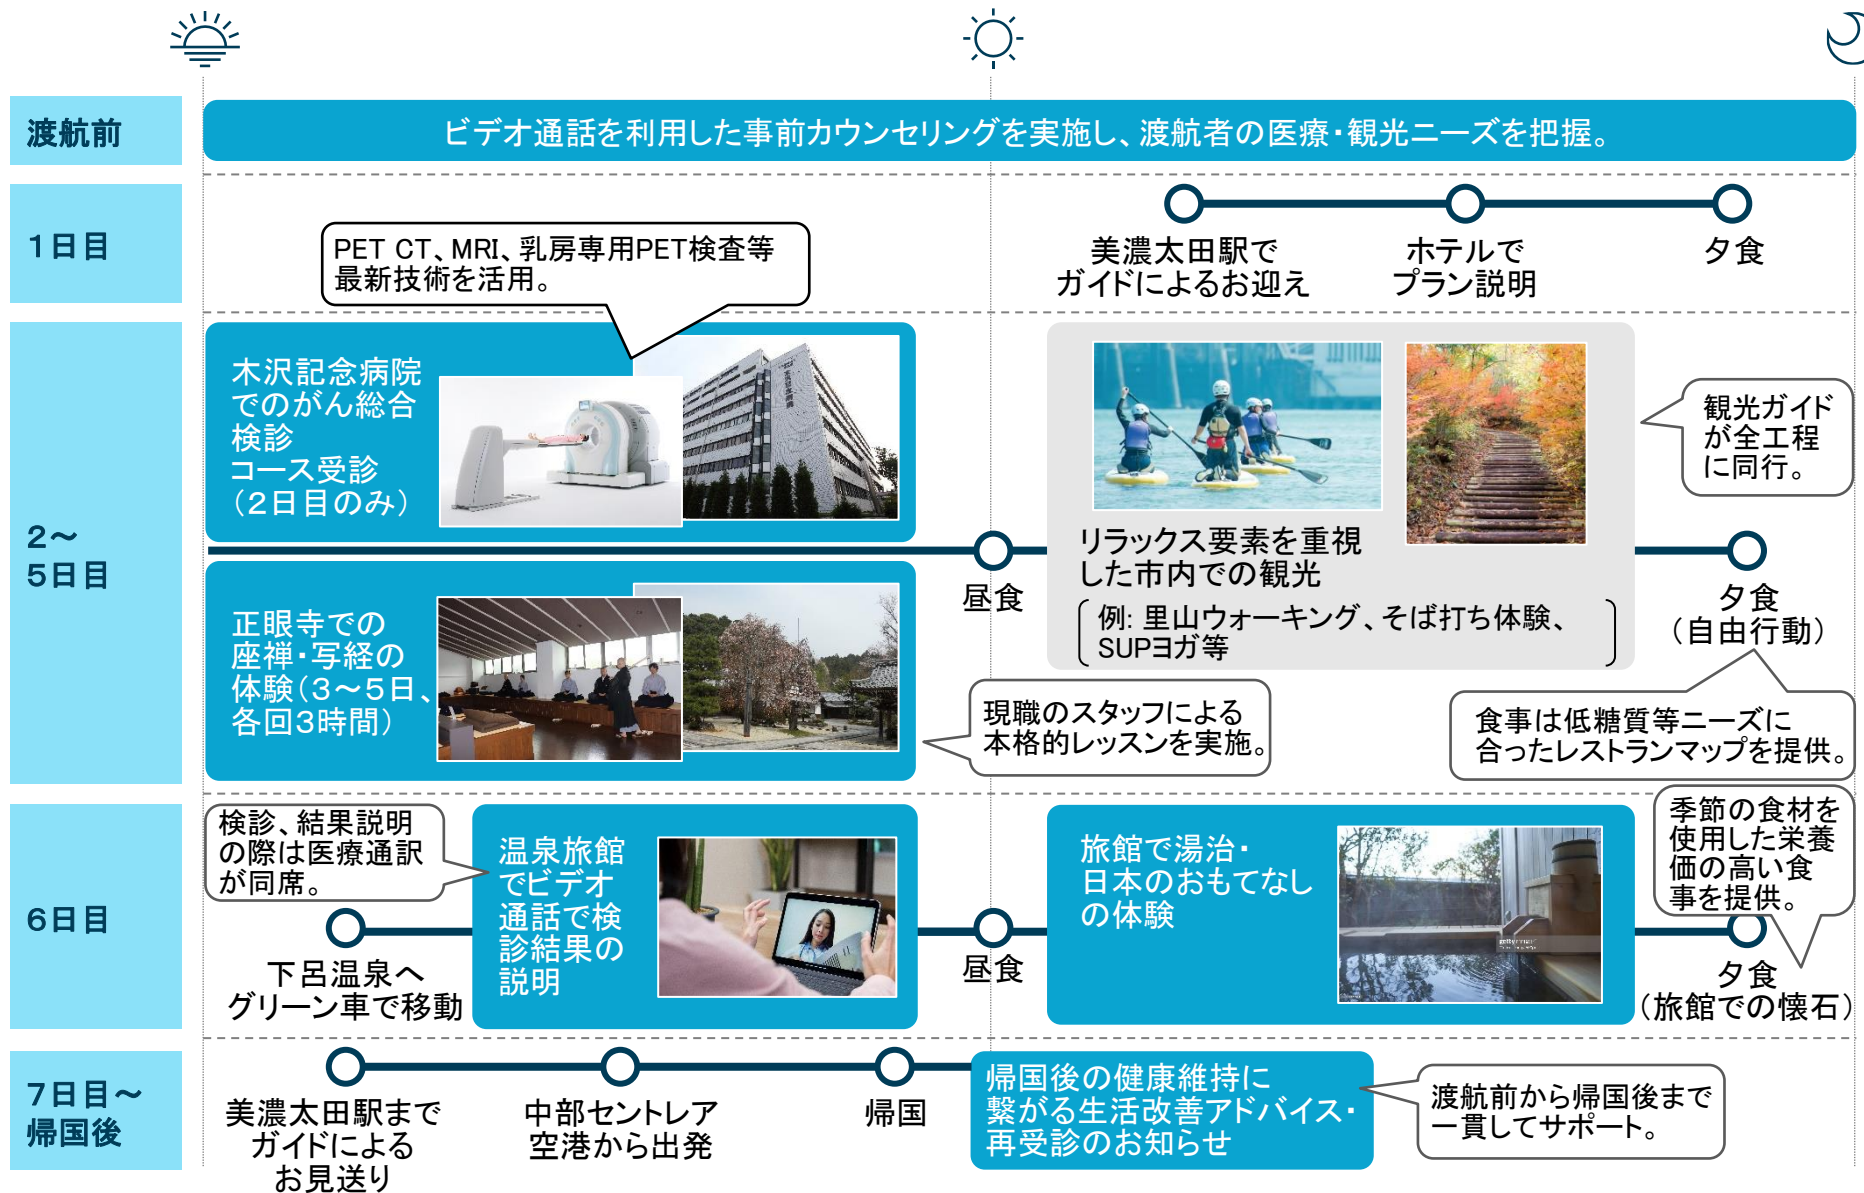 渡航前
ビデオ通話を利用した事前カウンセリングを実施し、渡航者の医療・観光ニーズを把握。
1日目
美濃太田駅で
ガイドによるお迎え
ホテルで
プラン説明
夕食
PET CT、MRI、乳房専用PET検査等
最新技術を活用。
2～
5日目
木沢記念病院
でのがん総合
検診
コース受診
（2日目のみ）
正眼寺での
座禅・写経の
体験（3～5日、
各回3時間）
現職のスタッフによる
本格的レッスンを実施。
昼食
リラックス要素を重視
した市内での観光
例: 里山ウォーキング、そば打ち体験、
SUPヨガ等
観光ガイド
が全工程
に同行。
夕食
（自由行動）
食事は低糖質等ニーズに
合ったレストランマップを提供。
6日目
検診、結果説明
の際は医療通訳
が同席。
下呂温泉へ
グリーン車で移動
温泉旅館
でビデオ
通話で検
診結果の
説明
昼食
旅館で湯治・
日本のおもてなし
の体験
季節の食材を
使用した栄養
価の高い食
事を提供。
夕食
（旅館での懐石）
7日目～
帰国後
美濃太田駅まで
ガイドによる
お見送り
中部セントレア
空港から出発
帰国
帰国後の健康維持に
繋がる生活改善アドバイス・
再受診のお知らせ
渡航前から帰国後まで
一貫してサポート。